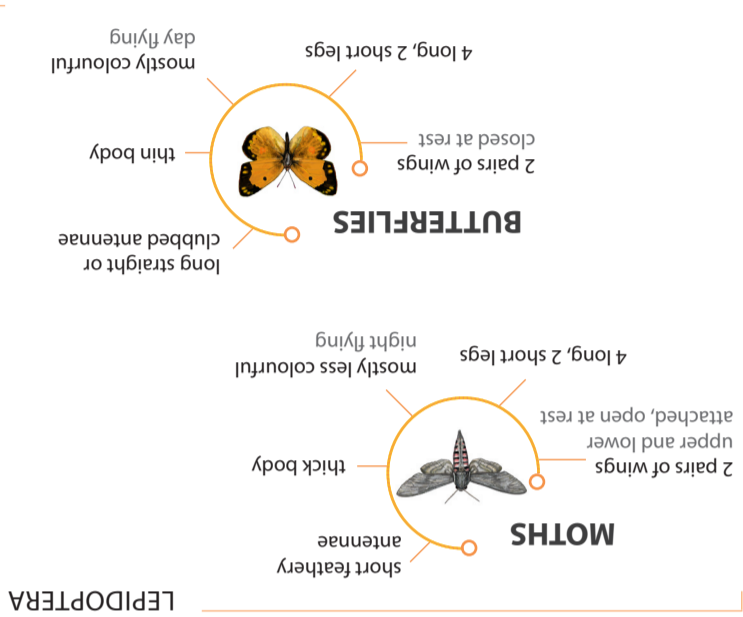 LEPIDOPTERA
MOTHS
short feathery
antennae
2 pairs of wings
upper and lower
attached, open at rest
thick body
4 long, 2 short legs
mostly less colourful
night flying
BUTTERFLIES
long straight or
clubbed antennae
2 pairs of wings
closed at rest
thin body
4 long, 2 short legs
mostly colourful
day flying